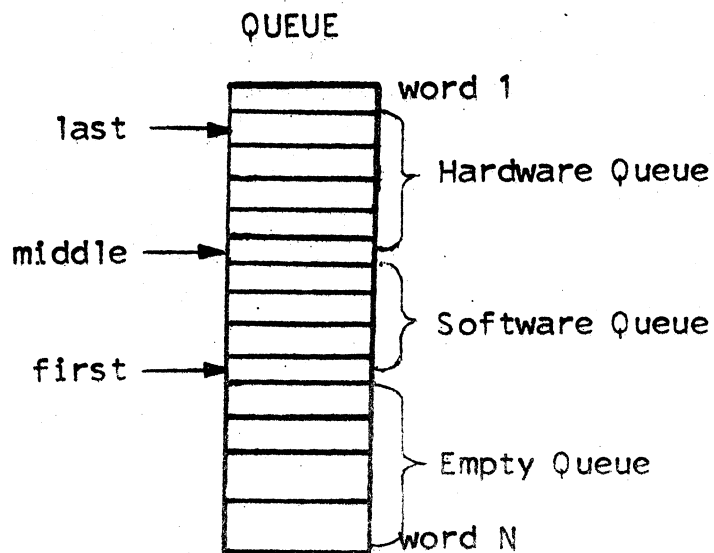 QUEUE
word 1
last
Hardware Queue
middle
Software Queue
first
Empty Queue
word N